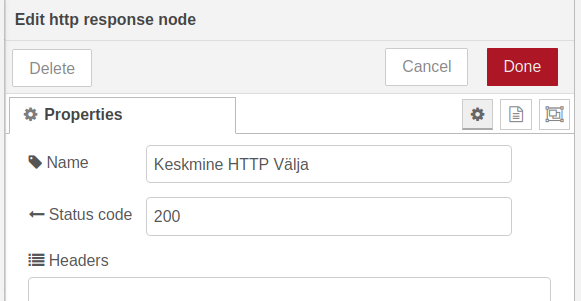 Edit http response node
Delete
Cancel
Done
Properties
Name
Keskmine HTTP Välja
Status code
200
Headers